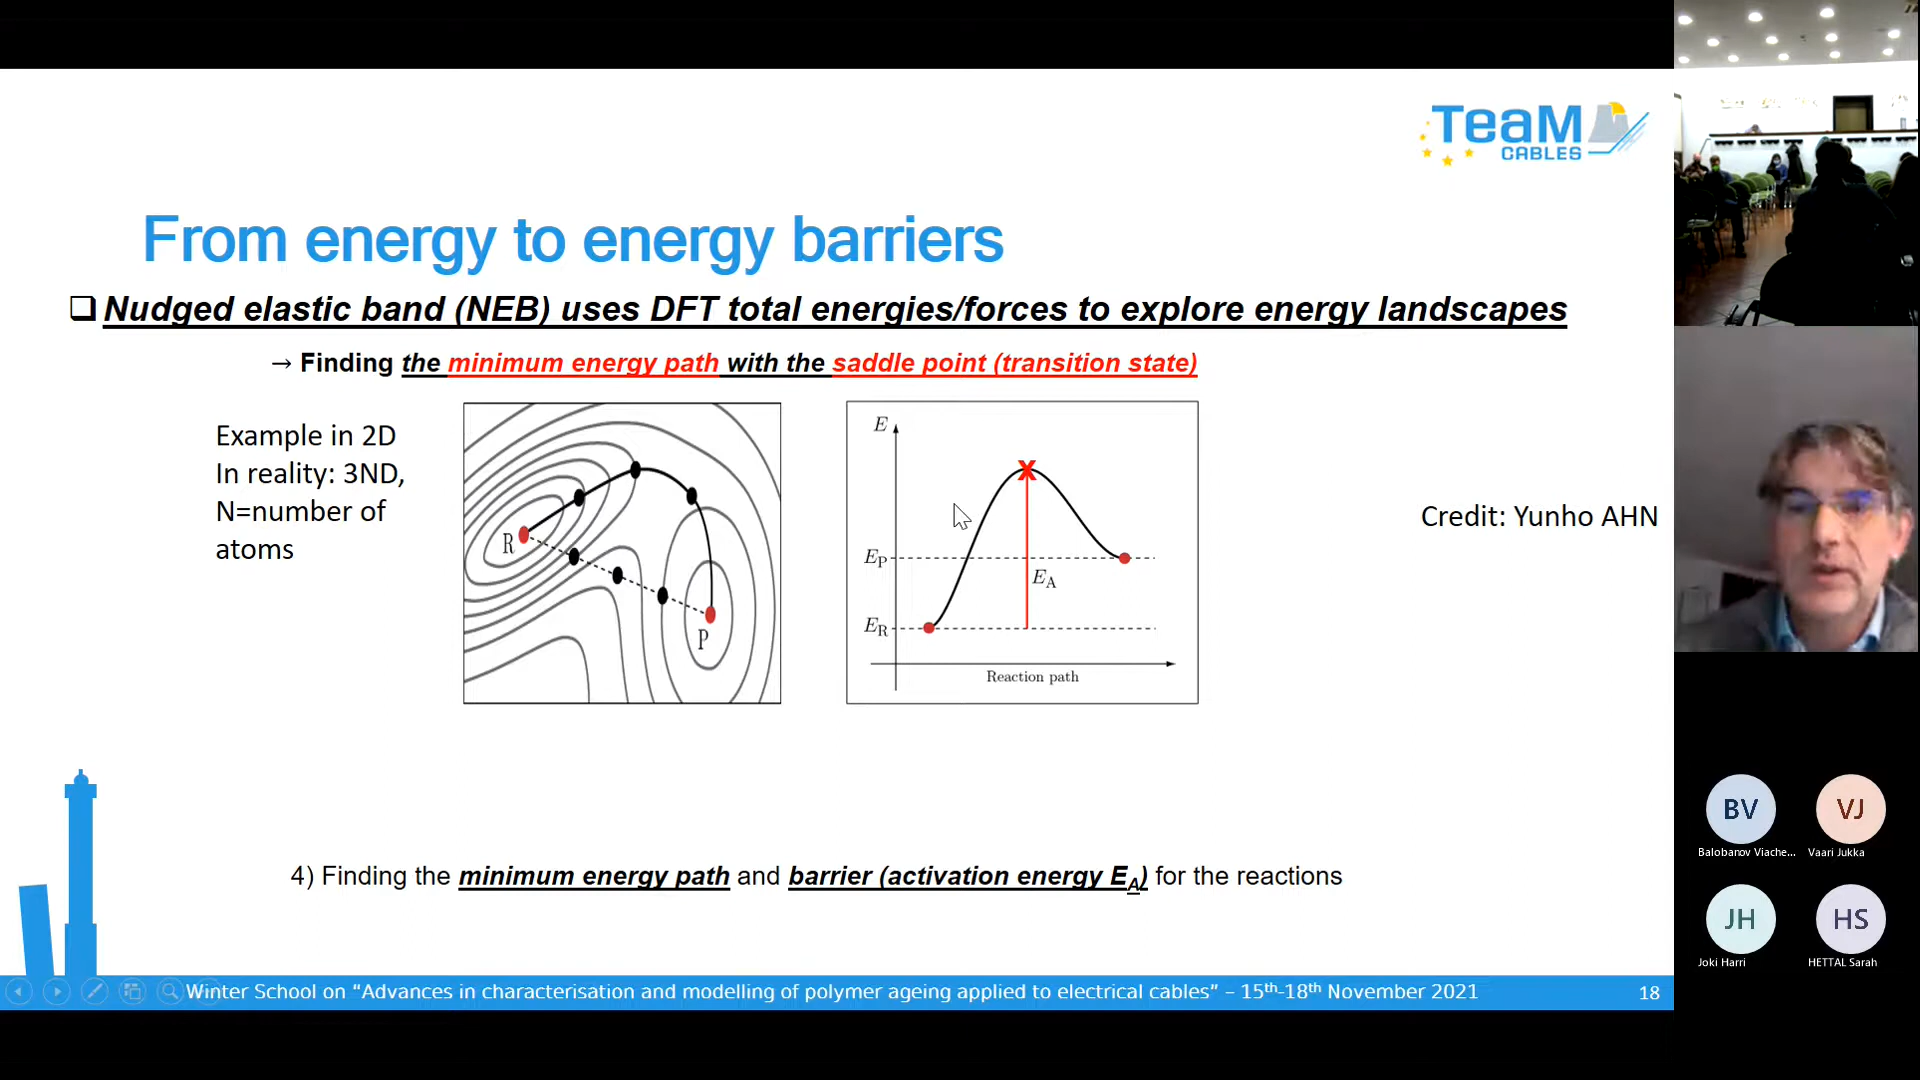 TeaM
CABLES
From energy to energy barriers
Nudged elastic band (NEB) uses DFT total energies/forces to explore energy landscapes
→ Finding the minimum energy path with the saddle point (transition state)
Example in 2D
In reality: 3ND,
N=number of
atoms
R
P
E
X
EP
EA
ER
Reaction path
Credit: Yunho AHN
4) Finding the minimum energy path and barrier (activation energy EA) for the reactions
Winter School on “Advances in characterisation and modelling of polymer ageing applied to electrical cables” – 15th-18th November 2021
18
BV
Balobanov Viache...
VJ
Vaari Jukka
JH
Joki Harri
HS
HETTAL Sarah